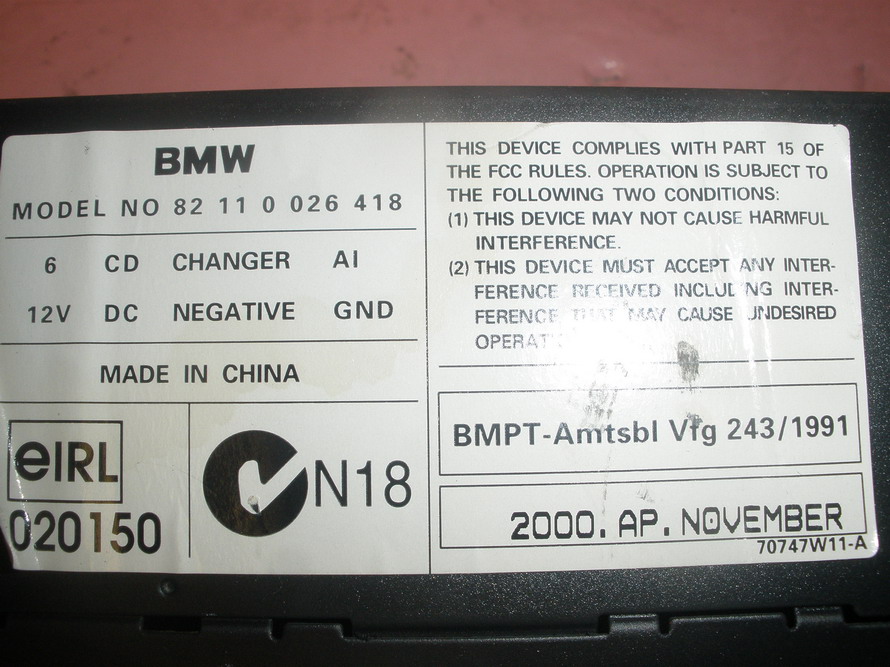 BMW
MODEL NO 82 11 0 026 418
6 CD CHANGER AI
12V DC NEGATIVE GND
MADE IN CHINA
eIRL
020150
N18
THIS DEVICE COMPLIES WITH PART 15 OF
THE FCC RULES. OPERATION IS SUBJECT TO
THE FOLLOWING TWO CONDITIONS:
(1) THIS DEVICE MAY NOT CAUSE HARMFUL
INTERFERENCE.
(2) THIS DEVICE MUST ACCEPT ANY INTER-
FERENCE RECEIVED INCLUDING INTER-
FERENCE THAT MAY CAUSE UNDESIRED
BMPT-Amtsbl Vfg 243/1991
2000. AP. NOVEMBER
70747W11-A